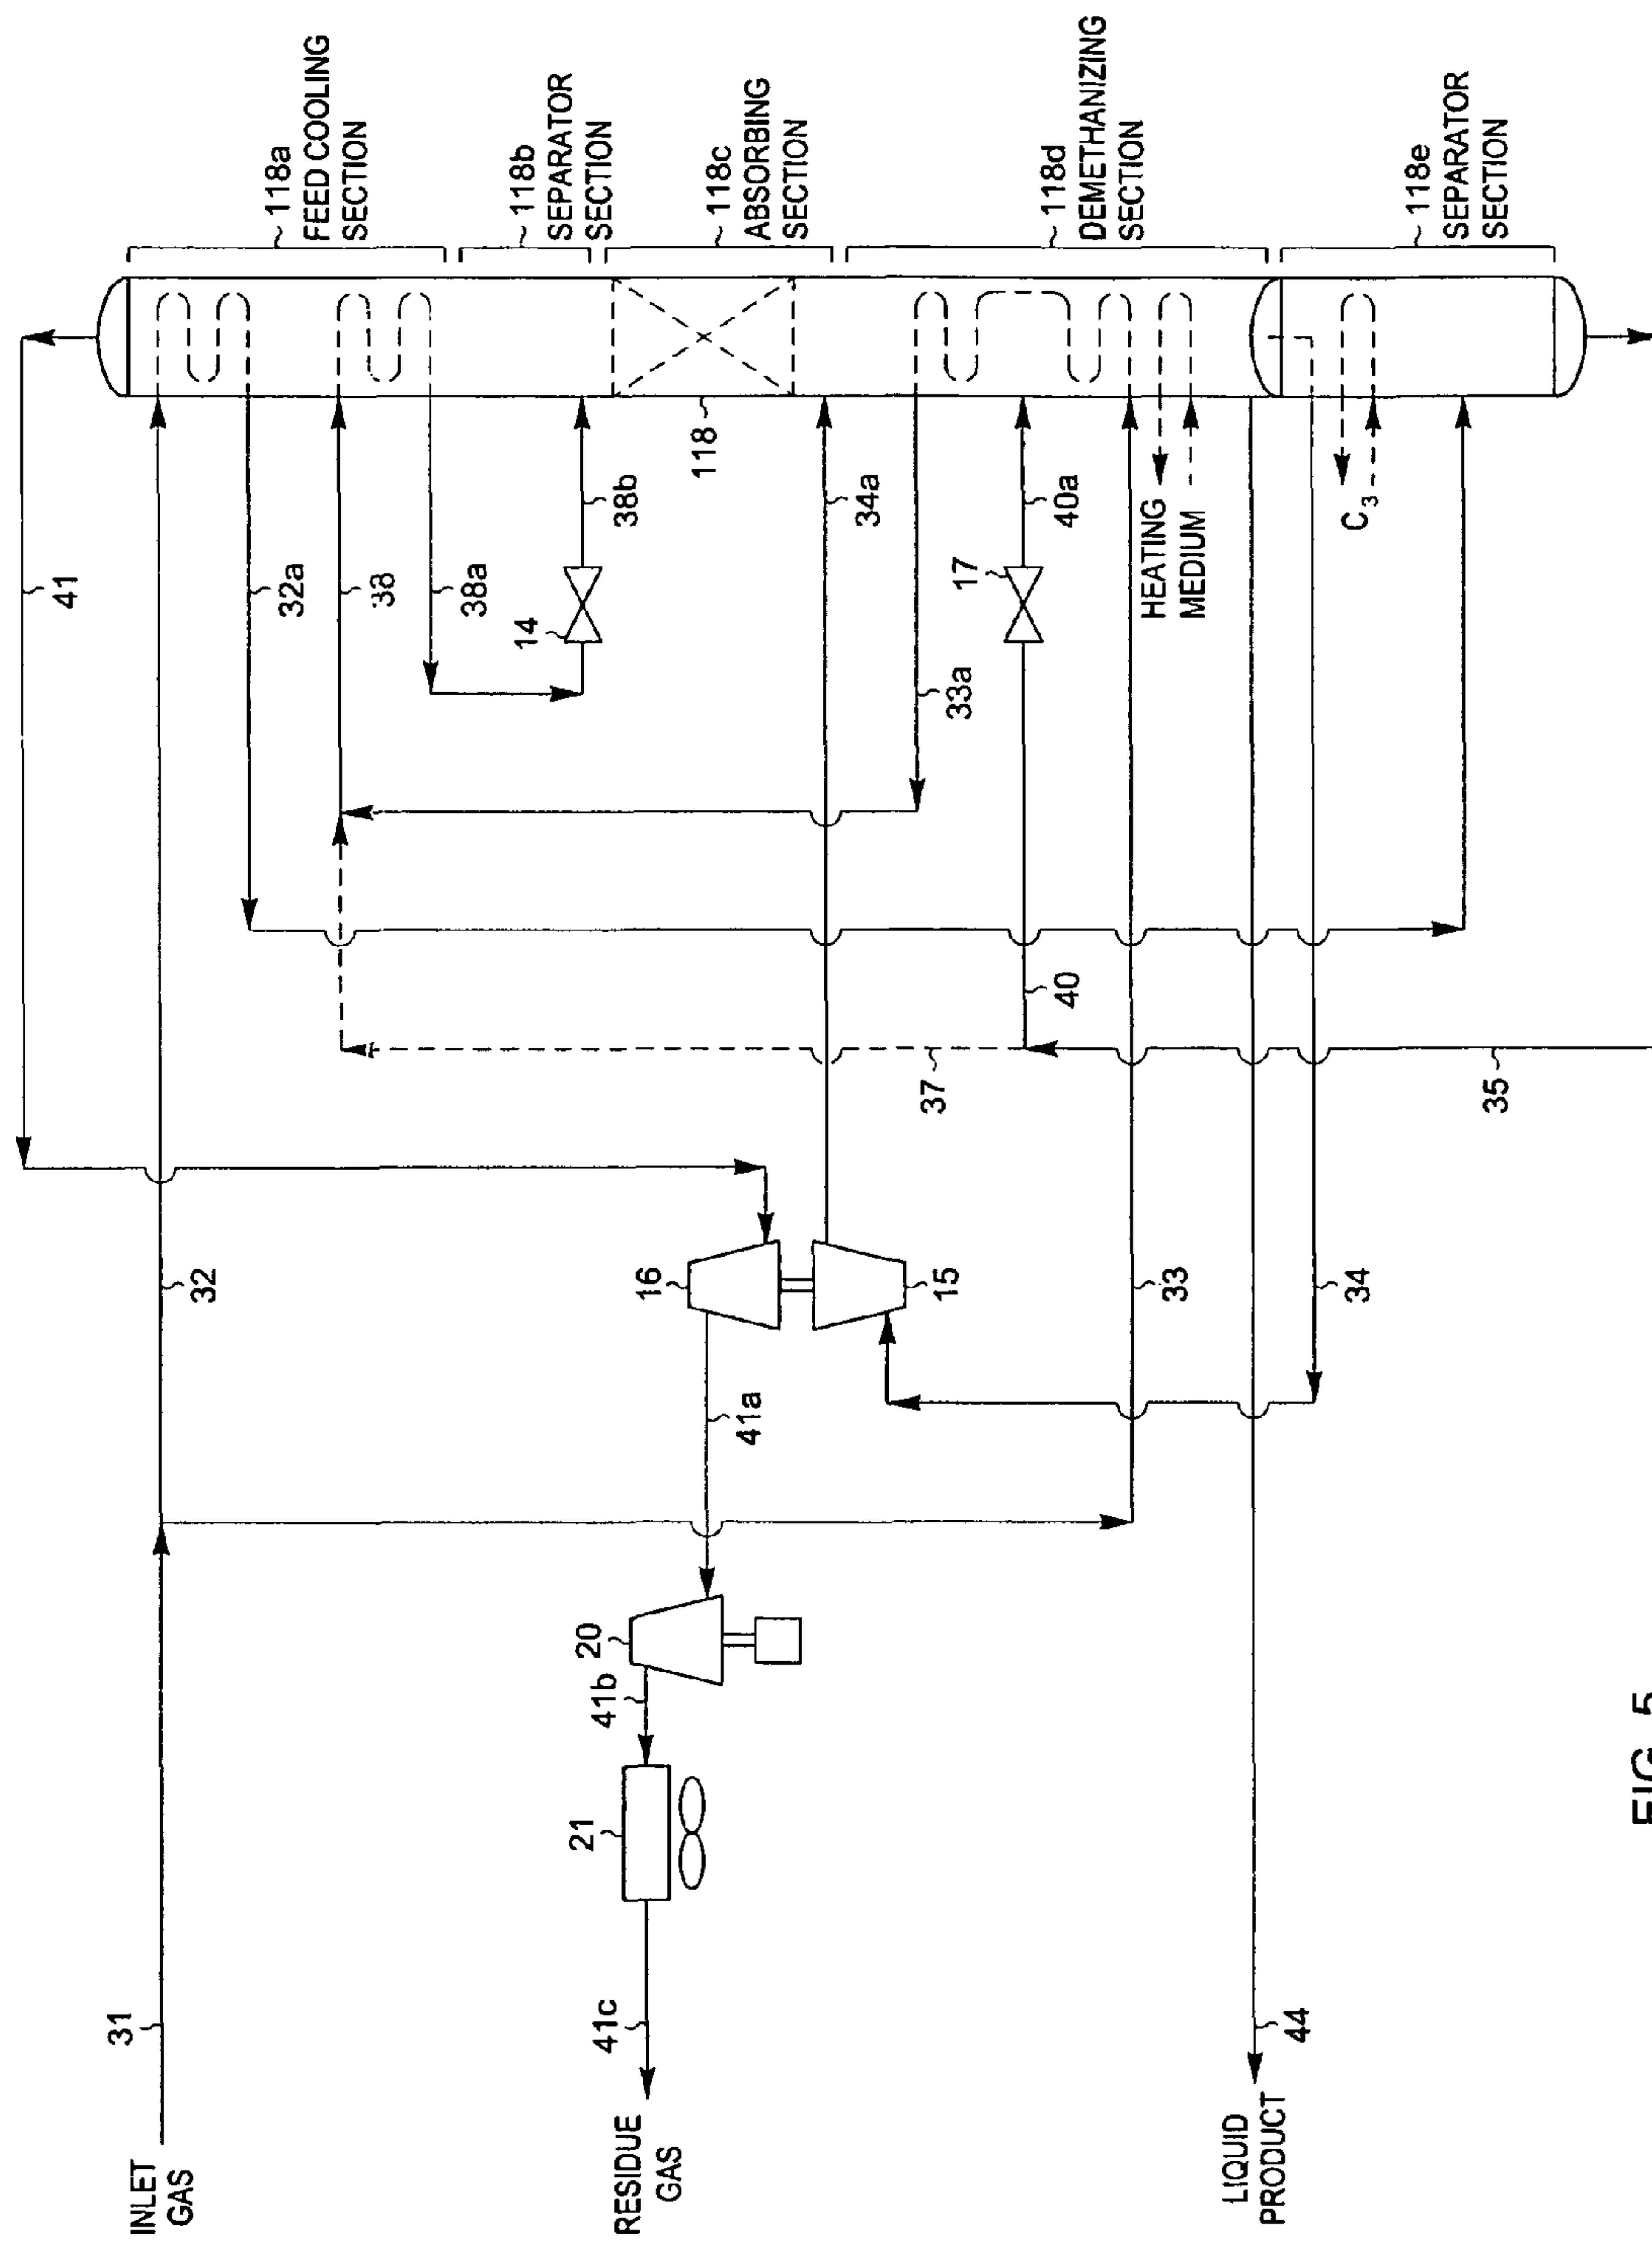 118a
FEED COOLING
SECTION
118b
SEPARATOR
SECTION
118c
ABSORBING
SECTION
118d
DEMETHANIZING
SECTION
118e
SEPARATOR
SECTION
41
32a
38
38a
14
38b
118
34a
33a
17
40a
HEATING
MEDIUM
C3
40
37
35
32
16
15
33
34
41a
20
41b
21
31
41c
44
INLET
GAS
RESIDUE
GAS
LIQUID
PRODUCT